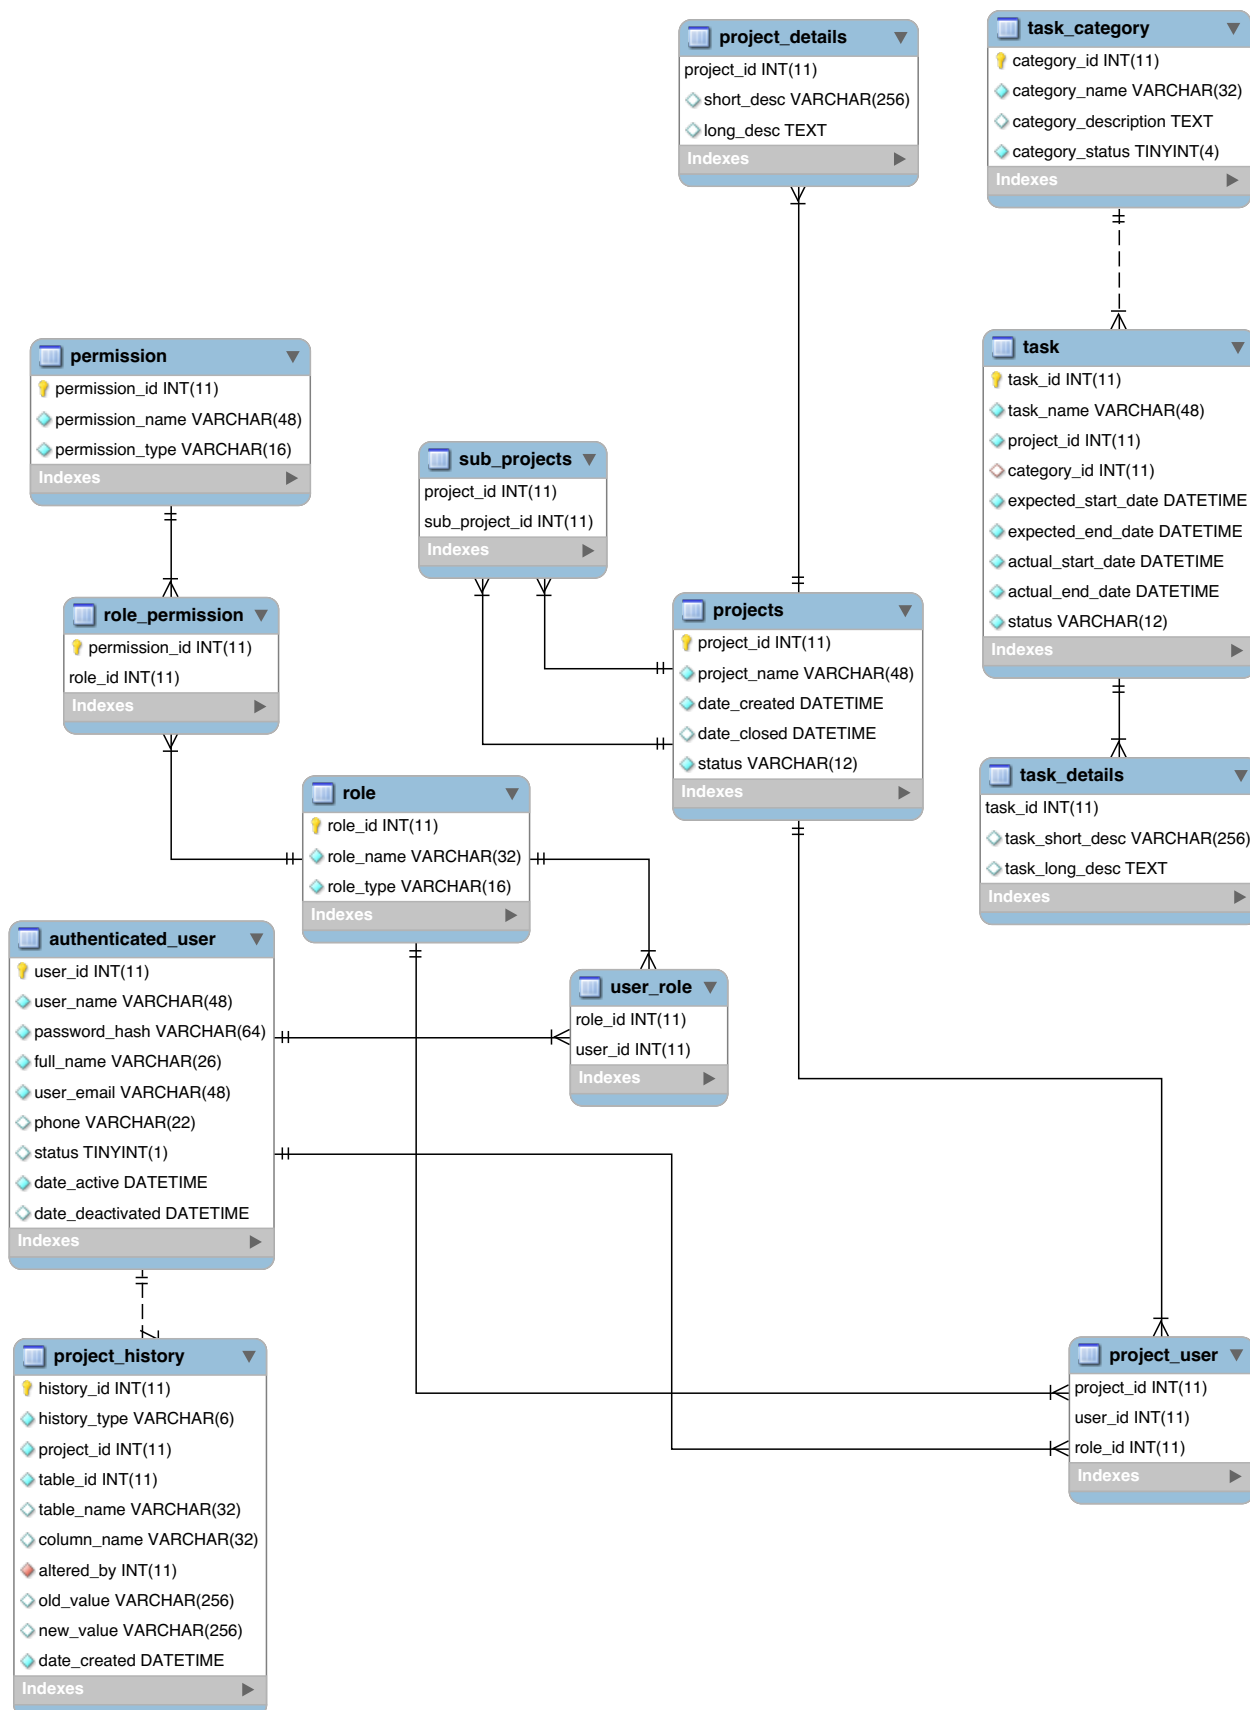 project_details
project_id INT(11)
short_desc VARCHAR(256)
long_desc TEXT
Indexes
task_category
category_id INT(11)
category_name VARCHAR(32)
category_description TEXT
category_status TINYINT(4)
Indexes
permission
permission_id INT(11)
permission_name VARCHAR(48)
permission_type VARCHAR(16)
Indexes
sub_projects
project_id INT(11)
sub_project_id INT(11)
Indexes
task
task_id INT(11)
task_name VARCHAR(48)
project_id INT(11)
category_id INT(11)
expected_start_date DATETIME
expected_end_date DATETIME
actual_start_date DATETIME
actual_end_date DATETIME
status VARCHAR(12)
Indexes
role_permission
permission_id INT(11)
role_id INT(11)
Indexes
projects
project_id INT(11)
project_name VARCHAR(48)
date_created DATETIME
date_closed DATETIME
status VARCHAR(12)
Indexes
role
role_id INT(11)
role_name VARCHAR(32)
role_type VARCHAR(16)
Indexes
task_details
task_id INT(11)
task_short_desc VARCHAR(256)
task_long_desc TEXT
Indexes
authenticated_user
user_id INT(11)
user_name VARCHAR(48)
password_hash VARCHAR(64)
full_name VARCHAR(26)
user_email VARCHAR(48)
phone VARCHAR(22)
status TINYINT(1)
date_active DATETIME
date_deactivated DATETIME
Indexes
user_role
role_id INT(11)
user_id INT(11)
Indexes
project_history
history_id INT(11)
history_type VARCHAR(6)
project_id INT(11)
table_id INT(11)
table_name VARCHAR(32)
column_name VARCHAR(32)
altered_by INT(11)
old_value VARCHAR(256)
new_value VARCHAR(256)
date_created DATETIME
Indexes
project_user
project_id INT(11)
user_id INT(11)
role_id INT(11)
Indexes